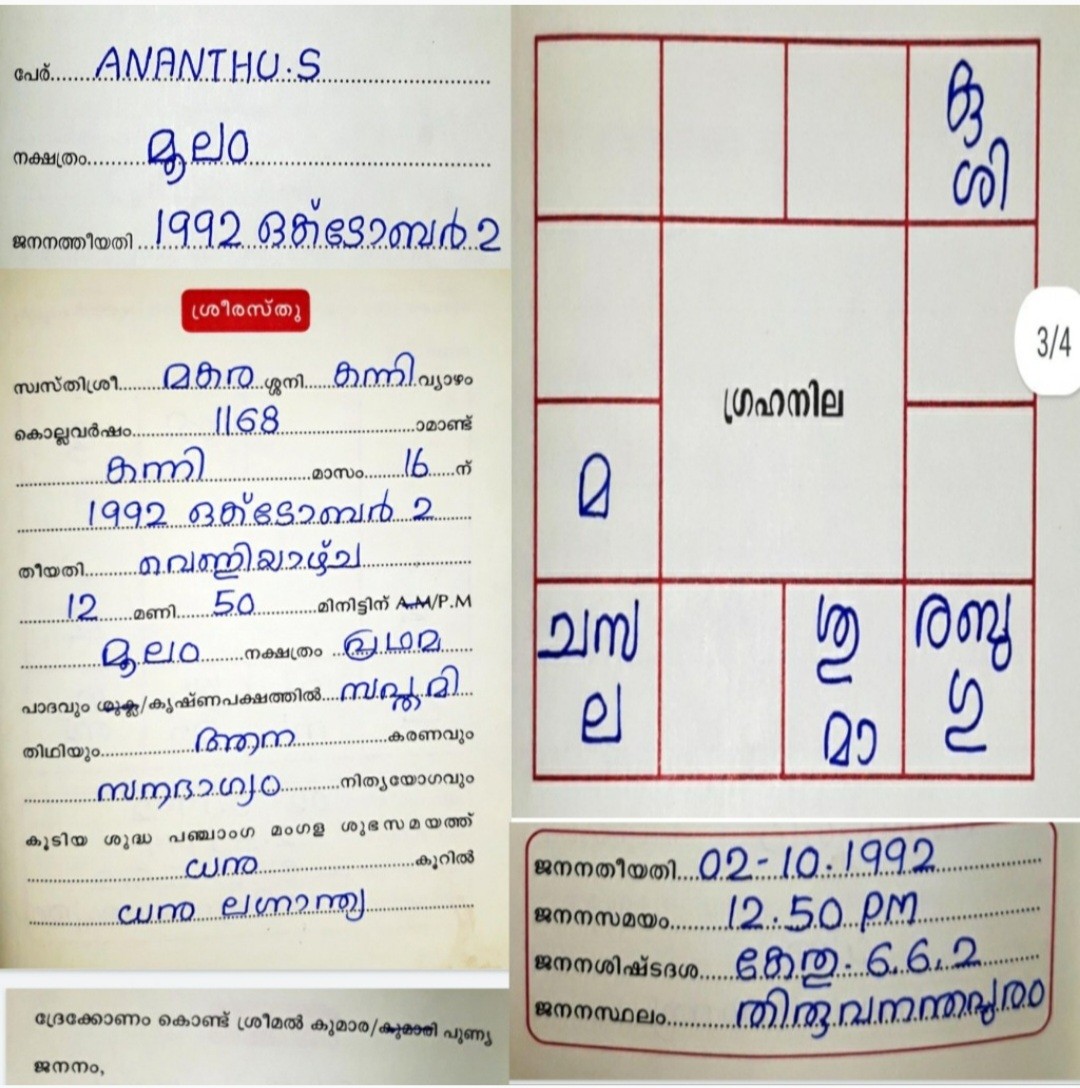 പേര്..... ANANTHU.S
നക്ഷത്രം..... മൂലം
ജനനത്തീയതി.... 1992 ഒക്ടോബർ 2
ശ്രീരസ്തു
സ്വസ്തിശ്രീ.... മകര ശ്ശനി.... കന്നി വ്യാഴം
കൊല്ലവർഷം.... 1168 ....ാമാണ്ട്
കന്നി ....മാസം.... 16 ....ന്
1992 ഒക്ടോബർ 2
തീയതി.... വെള്ളിയാഴ്ച
12 ....മണി.... 50 ....മിനിട്ടിന് A.M/P.M
മൂലം ....നക്ഷത്രം.... പ്രഥമ
പാദവും ശുക്ല/കൃഷ്ണപക്ഷത്തിൽ.... സപ്തമി
തിഥിയും.... ആന ....കരണവും
....നിത്യയോഗവും
കൂടിയ ശുദ്ധ പഞ്ചാംഗ മംഗള ശുഭസമയത്ത്
ധനു ....കൂറിൽ
ധനു ലഗ്നാന്ത്യ
ദ്രേക്കോണം കൊണ്ട് ശ്രീമൽ കുമാര/കുമാരി പുണ്യ
ജനനം,
കു
ശി
3/4
ഗ്രഹനില
മ
ചസ
ല
ശു
മാ
രബു
ഗു
ജനനതീയതി.... 02-10.1992
ജനനസമയം.... 12.50 PM
ജനനശിഷ്ടദശ.... കേതു. 6.6.2
ജനനസ്ഥലം.... തിരുവനന്തപുരം